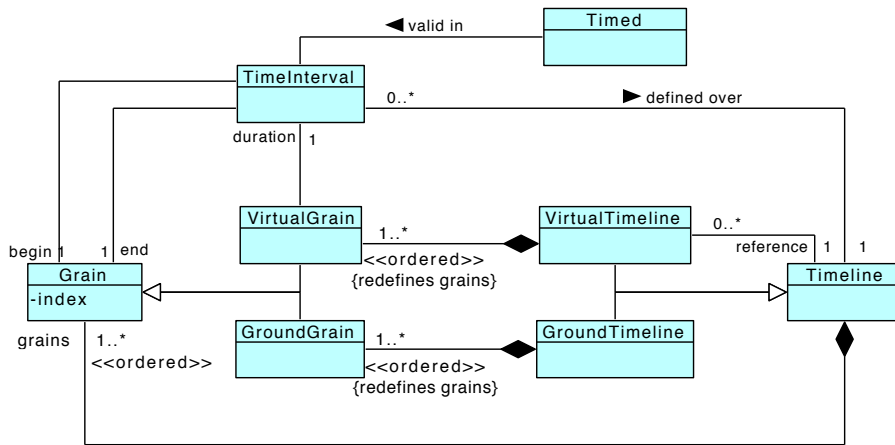 valid in
Timed
TimeInterval
0..*
defined over
duration
1
VirtualGrain
1..*
<<ordered>>
{redefines grains}
VirtualTimeline
0..*
reference
1
1
begin
1
1
end
Grain
-index
Timeline
grains
1..*
<<ordered>>
GroundGrain
1..*
<<ordered>>
{redefines grains}
GroundTimeline